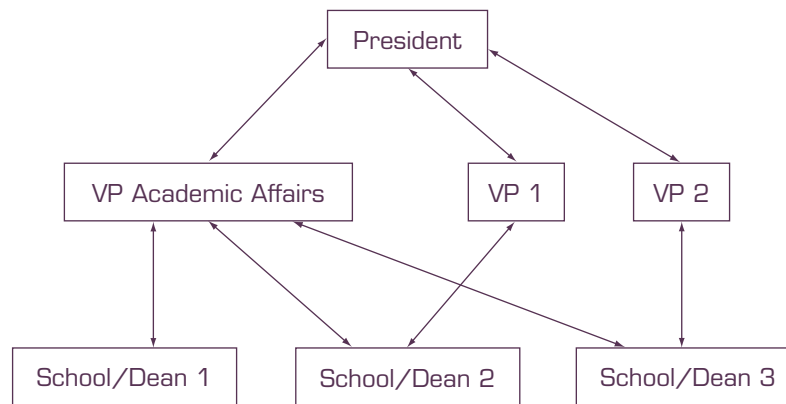 President
VP Academic Affairs
VP 1
VP 2
School/Dean 1
School/Dean 2
School/Dean 3